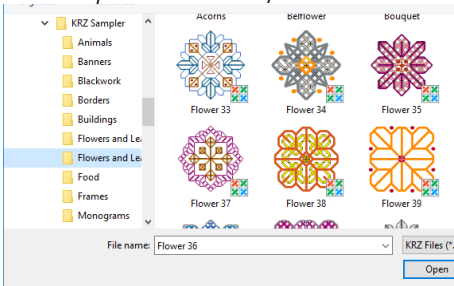 KRZ Sampler
Animals
Banners
Blackwork
Borders
Buildings
Flowers and Lea
Flowers and Lea
Food
Frames
Monograms
Acorns
Bellflower
Bouquet
Flower 33
Flower 34
Flower 35
Flower 37
Flower 38
Flower 39
File name: Flower 36
KRZ Files (*.
Open